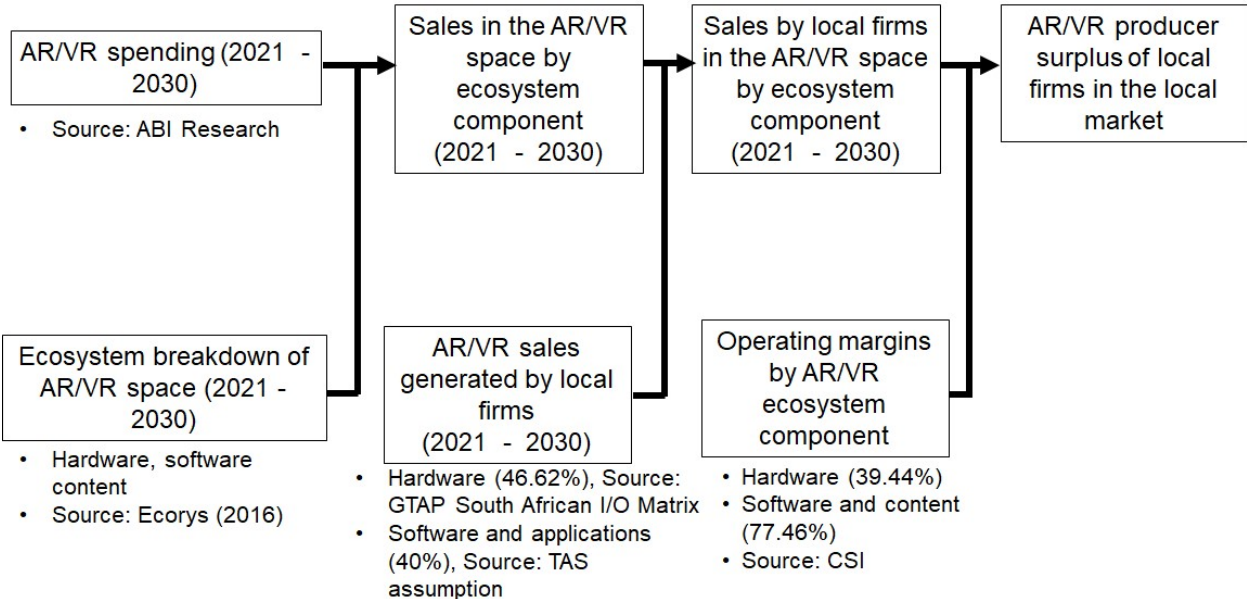 AR/VR spending (2021 -
2030)
• Source: ABI Research
Sales in the AR/VR
space by
ecosystem
component
(2021 - 2030)
Sales by local firms
in the AR/VR space
by ecosystem
component
(2021 - 2030)
AR/VR producer
surplus of local
firms in the local
market
Ecosystem breakdown of
AR/VR space (2021 -
2030)
• Hardware, software
content
• Source: Ecorys (2016)
AR/VR sales
generated by local
firms
(2021 - 2030)
• Hardware (46.62%), Source:
GTAP South African I/O Matrix
• Software and applications
(40%), Source: TAS
assumption
Operating margins
by AR/VR
ecosystem
component
• Hardware (39.44%)
• Software and content
(77.46%)
• Source: CSI